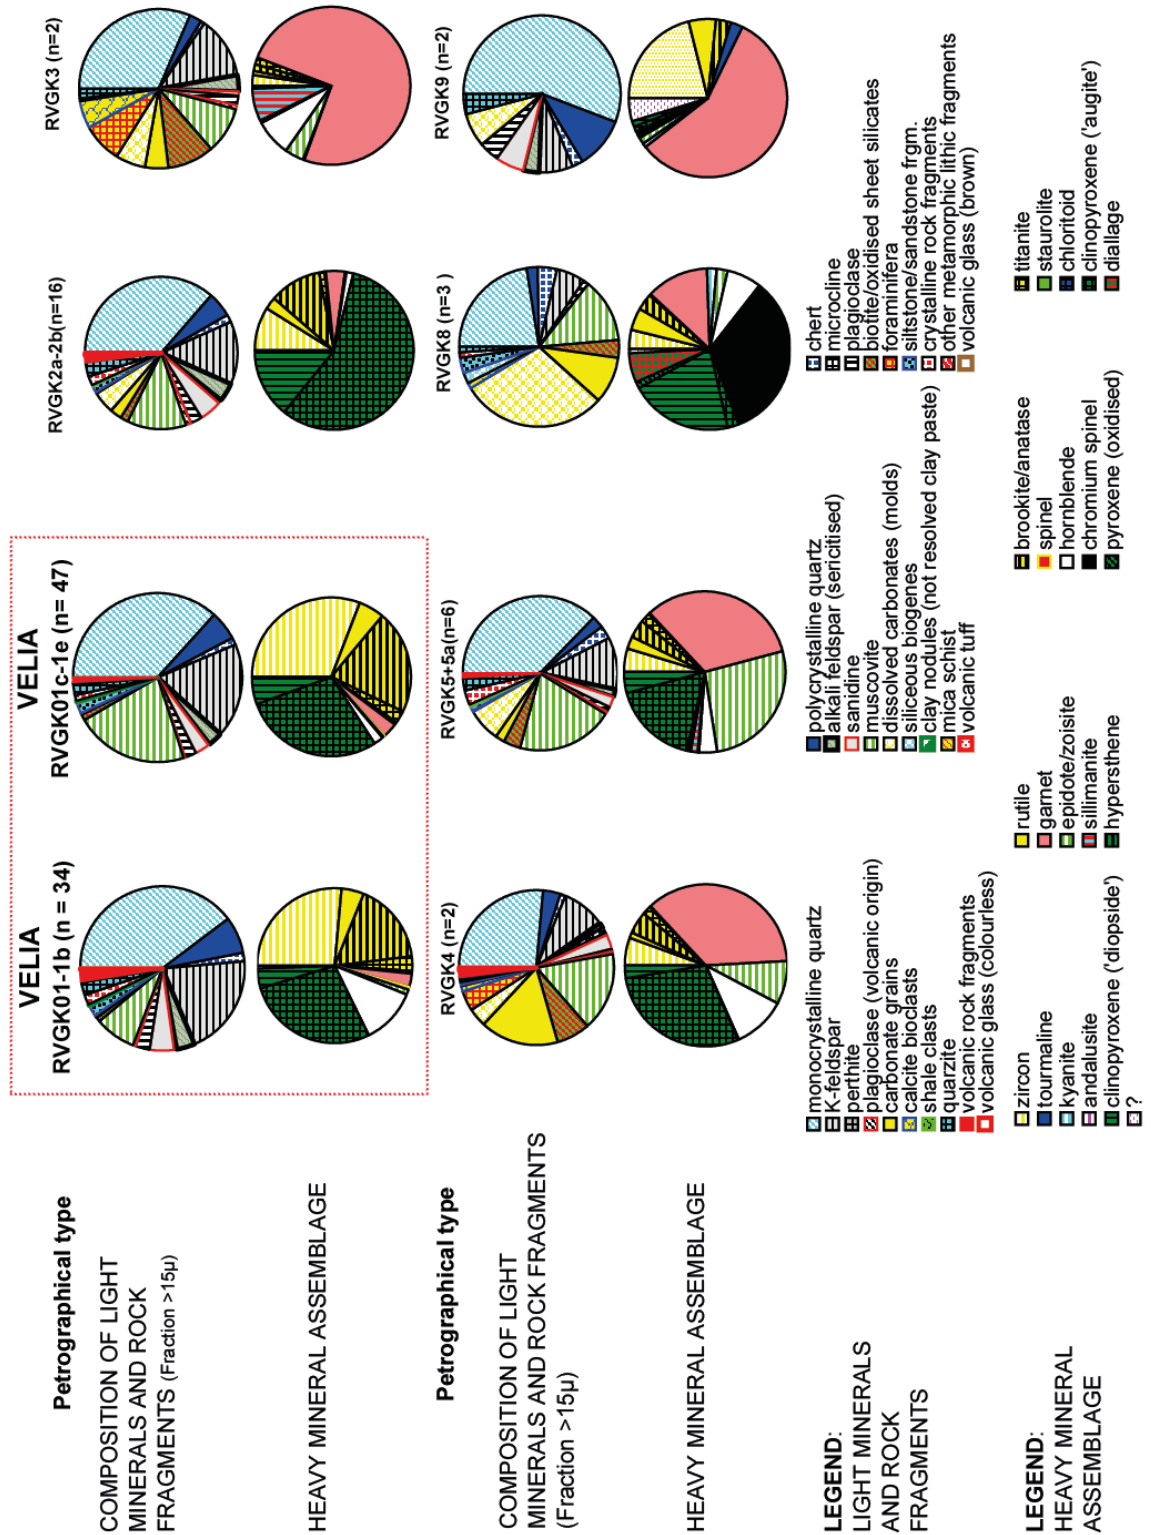 Petrographical type
VELIA
RVGK01-1b (n = 34)
VELIA
RVGK01c-1e (n= 47)
RVGK2a-2b(n=16)
RVGK3 (n=2)
COMPOSITION OF LIGHT
MINERALS AND ROCK
FRAGMENTS (Fraction >15µ)
HEAVY MINERAL ASSEMBLAGE
Petrographical type
RVGK4 (n=2)
RVGK5+5a(n=6)
RVGK8 (n=3 )
RVGK9 (n=2)
COMPOSITION OF LIGHT
MINERALS AND ROCK FRAGMENTS
(Fraction >15µ)
HEAVY MINERAL ASSEMBLAGE
LEGEND:
LIGHT MINERALS
AND ROCK
FRAGMENTS
monocrystalline quartz
K-feldspar
perthite
plagioclase (volcanic origin)
carbonate grains
calcite bioclasts
shale clasts
quarzite
volcanic rock fragments
volcanic glass (colourless)
polycrystalline quartz
alkali feldspar (sericitised)
sanidine
muscovite
dissolved carbonates (molds)
siliceous biogenes
clay nodules (not resolved clay paste)
mica schist
volcanic tuff
chert
microcline
plagioclase
biotite/oxidised sheet silicates
foraminifera
siltstone/sandstone frgm.
crystalline rock fragments
other metamorphic lithic fragments
volcanic glass (brown)
LEGEND:
HEAVY MINERAL
ASSEMBLAGE
zircon
tourmaline
kyanite
andalusite
clinopyroxene ('diopside')
?
rutile
garnet
epidote/zoisite
sillimanite
hypersthene
brookite/anatase
spinel
hornblende
chromium spinel
pyroxene (oxidised)
titanite
staurolite
chloritoid
clinopyroxene ('augite')
diallage